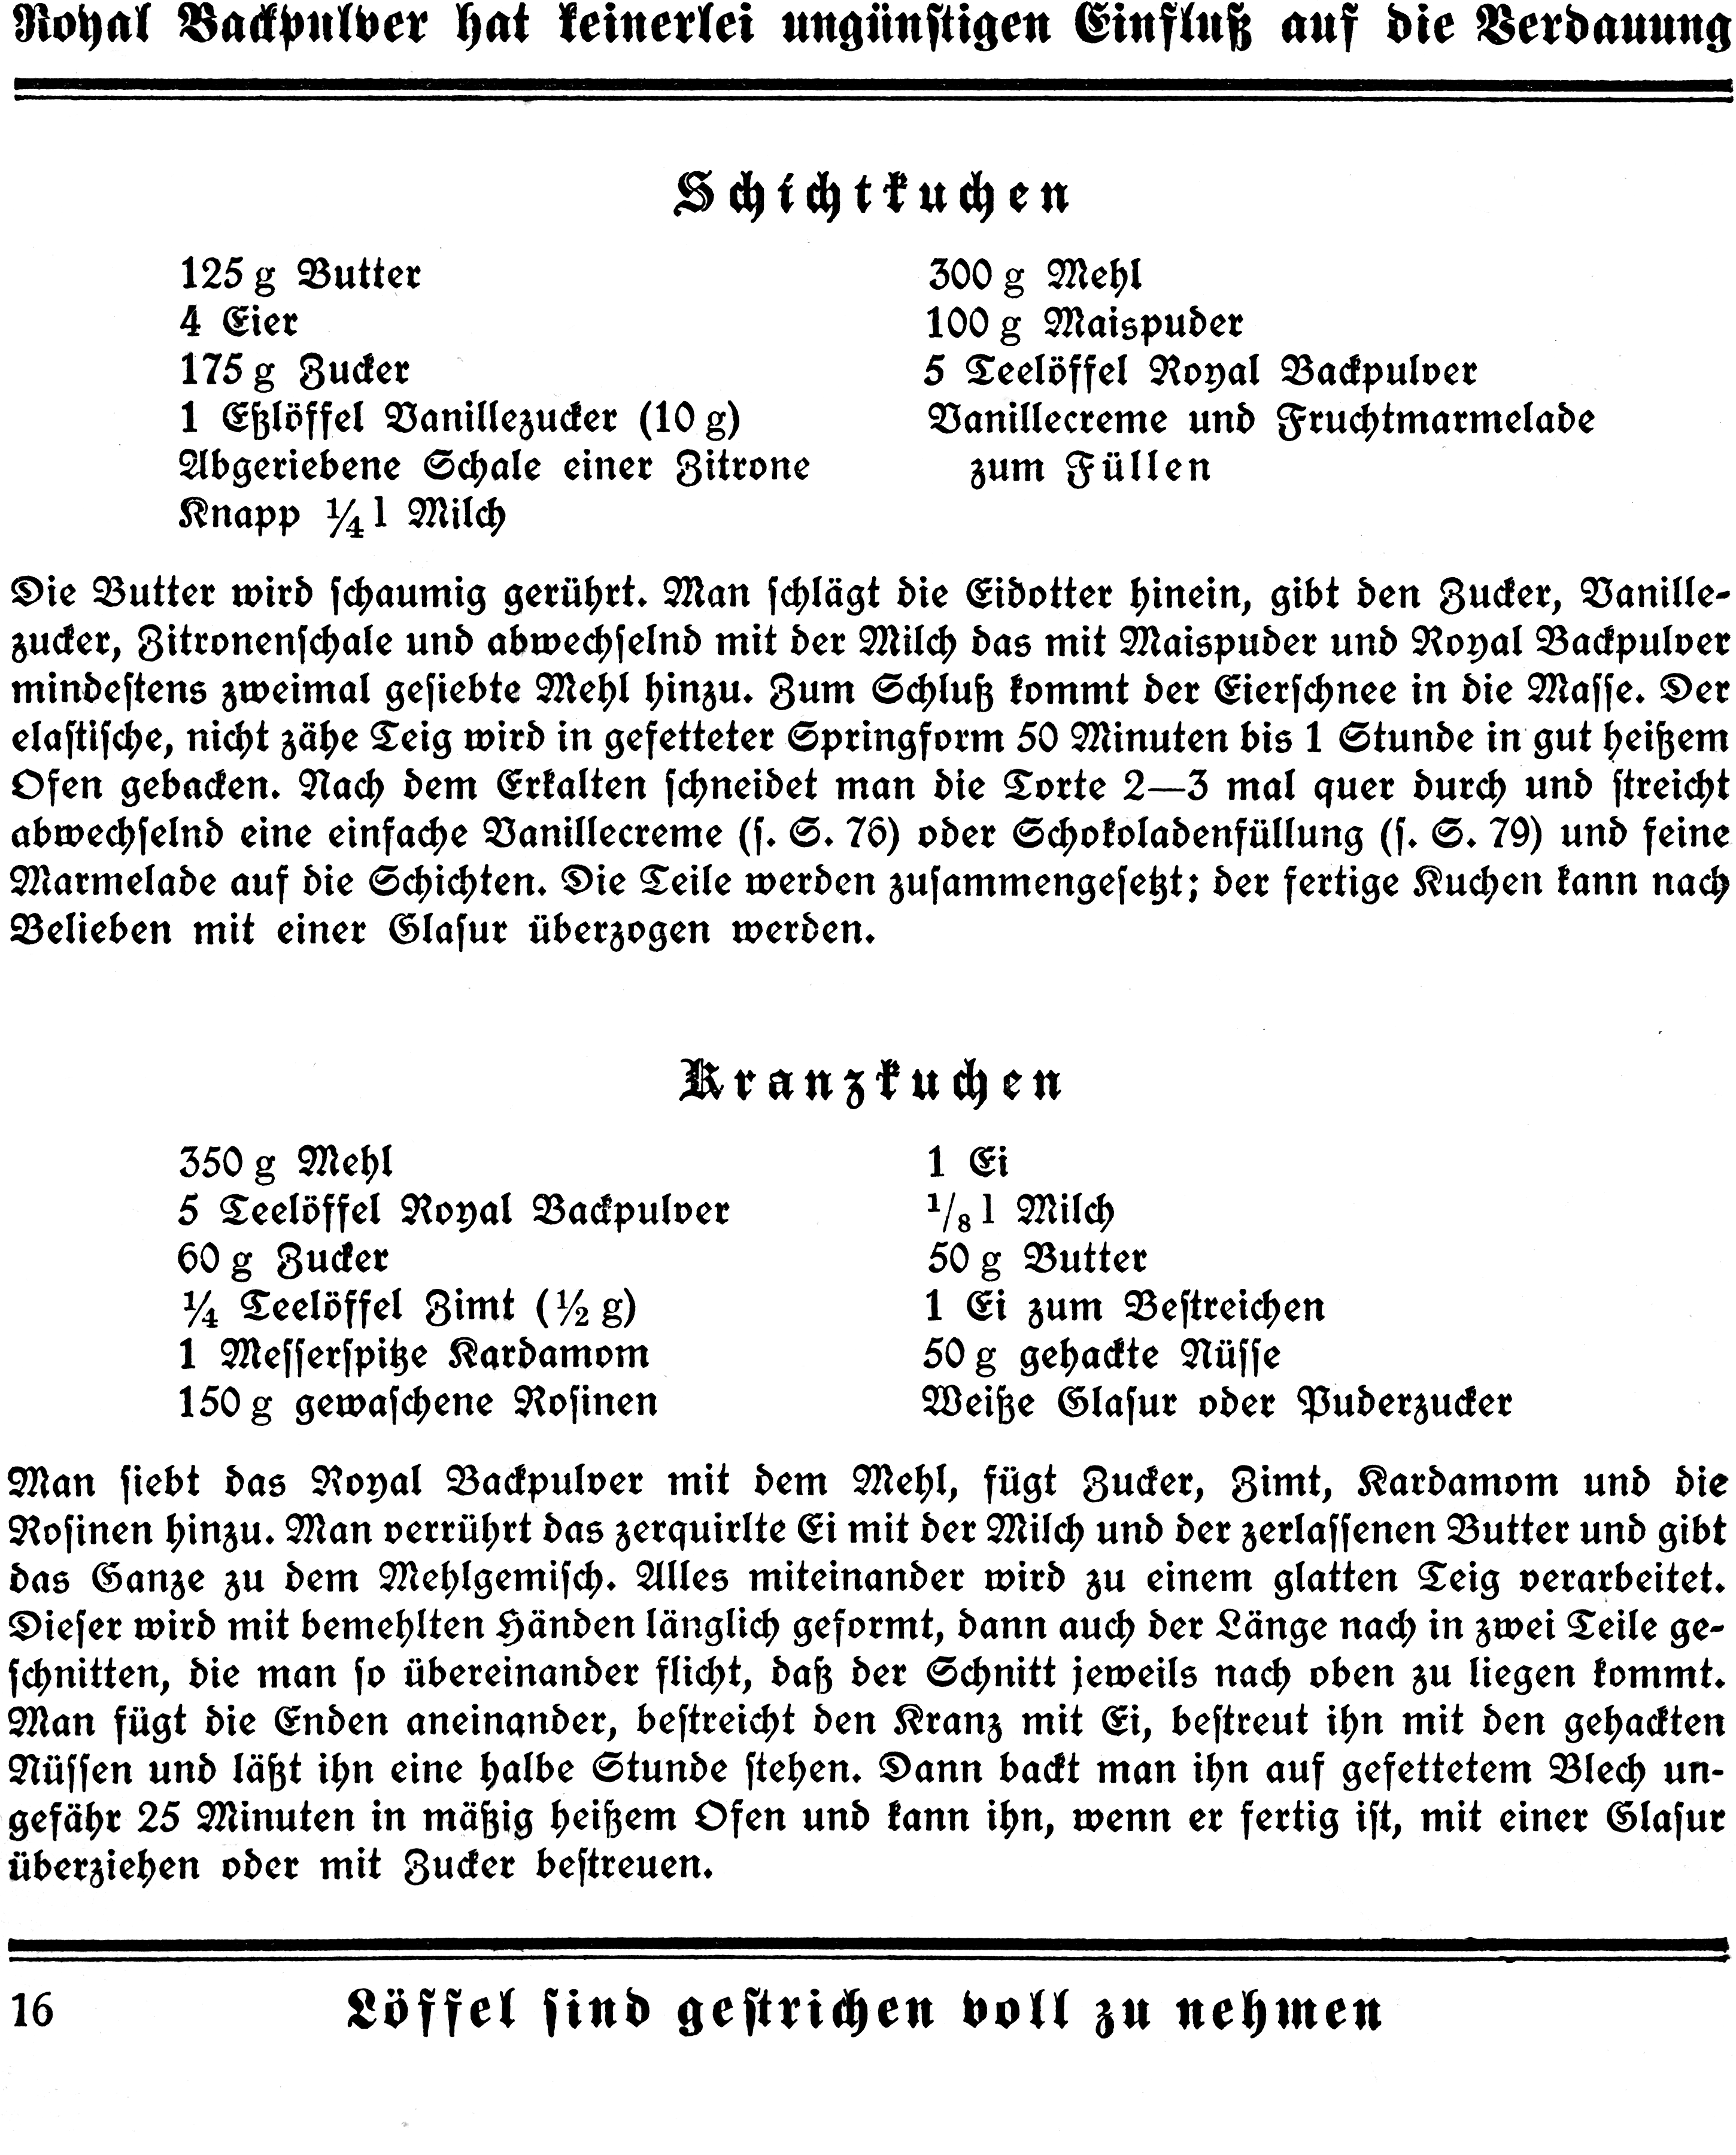 Royal Backpulver hat keinerlei ungünstigen Einfluß auf die Verdauung
Schichtkuchen
125 g Butter
4 Eier
175 g Zucker
1 Eßlöffel Vanillezucker (10 g)
Abgeriebene Schale einer Zitrone
Knapp ¼ l Milch
300 g Mehl
100 g Maispuder
5 Teelöffel Royal Backpulver
Vanillecreme und Fruchtmarmelade
zum Füllen
Die Butter wird schaumig gerührt. Man schlägt die Eidotter hinein, gibt den Zucker, Vanille-
zucker, Zitronenschale und abwechselnd mit der Milch das mit Maispuder und Royal Backpulver
mindestens zweimal gesiebte Mehl hinzu. Zum Schluß kommt der Eierschnee in die Masse. Der
elastische, nicht zähe Teig wird in gefetteter Springform 50 Minuten bis 1 Stunde in gut heißem
Ofen gebacken. Nach dem Erkalten schneidet man die Torte 2—3 mal quer durch und streicht
abwechselnd eine einfache Vanillecreme (s. S. 76) oder Schokoladenfüllung (s. S. 79) und feine
Marmelade auf die Schichten. Die Teile werden zusammengesetzt; der fertige Kuchen kann nach
Belieben mit einer Glasur überzogen werden.
Kranzkuchen
350 g Mehl
5 Teelöffel Royal Backpulver
60 g Zucker
¼ Teelöffel Zimt (½ g)
1 Messerspitze Kardamom
150 g gewaschene Rosinen
1 Ei
1/8 l Milch
50 g Butter
1 Ei zum Bestreichen
50 g gehackte Nüsse
Weiße Glasur oder Puderzucker
Man siebt das Royal Backpulver mit dem Mehl, fügt Zucker, Zimt, Kardamom und die
Rosinen hinzu. Man verrührt das zerquirlte Ei mit der Milch und der zerlassenen Butter und gibt
das Ganze zu dem Mehlgemisch. Alles miteinander wird zu einem glatten Teig verarbeitet.
Dieser wird mit bemehlten Händen länglich geformt, dann auch der Länge nach in zwei Teile ge-
schnitten, die man so übereinander flicht, daß der Schnitt jeweils nach oben zu liegen kommt.
Man fügt die Enden aneinander, bestreicht den Kranz mit Ei, bestreut ihn mit den gehackten
Nüssen und läßt ihn eine halbe Stunde stehen. Dann backt man ihn auf gefettetem Blech un-
gefähr 25 Minuten in mäßig heißem Ofen und kann ihn, wenn er fertig ist, mit einer Glasur
überziehen oder mit Zucker bestreuen.
16 Löffel sind gestrichen voll zu nehmen